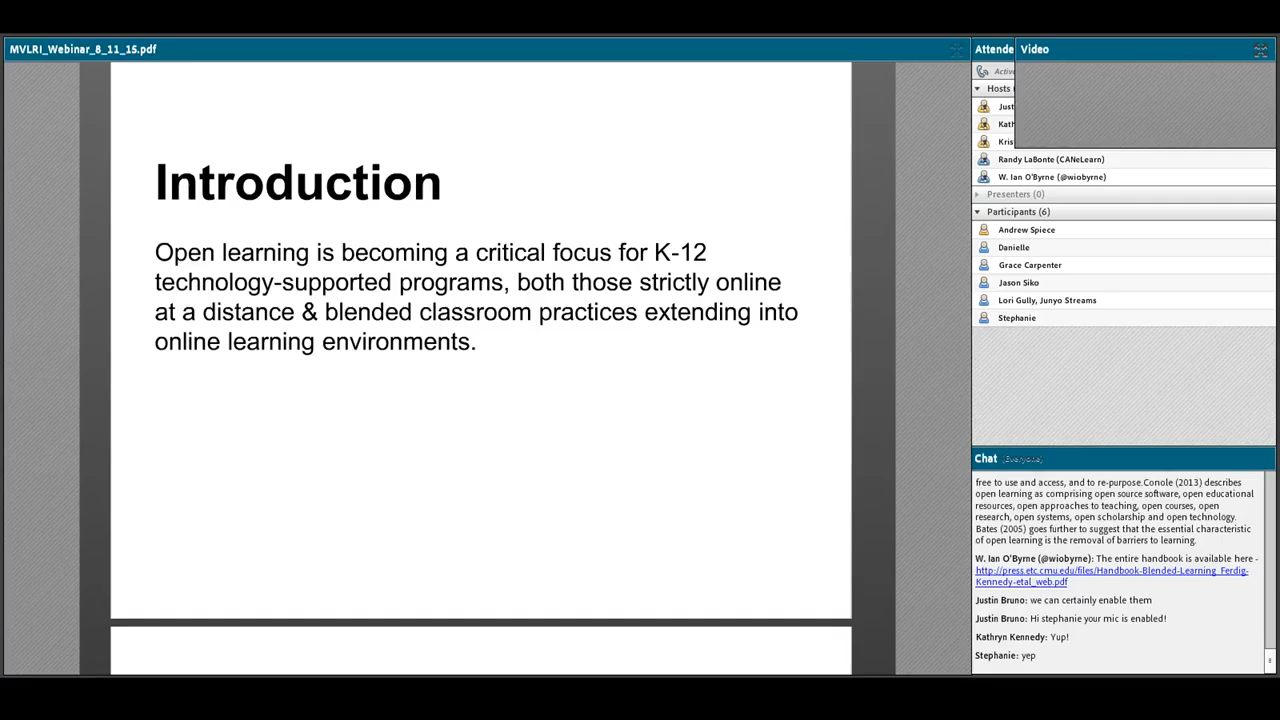 MVLRI_Webinar_8_11_15.pdf
Introduction
Open learning is becoming a critical focus for K-12
technology-supported programs, both those strictly online
at a distance & blended classroom practices extending into
online learning environments.
Attende
Video
Active
Hosts (
Just
Kath
Kris
Randy LaBonte (CANeLearn)
W. Ian O'Byrne (@wiobyrne)
Presenters (0)
Participants (6)
Andrew Spiece
Danielle
Grace Carpenter
Jason Siko
Lori Gully, Junyo Streams
Stephanie
Chat (Everyone)
free to use and access, and to re-purpose.Conole (2013) describes
open learning as comprising open source software, open educational
resources, open approaches to teaching, open courses, open
research, open systems, open scholarship and open technology.
Bates (2005) goes further to suggest that the essential characteristic
of open learning is the removal of barriers to learning.
W. Ian O'Byrne (@wiobyrne): The entire handbook is available here -
http://press.etc.cmu.edu/files/Handbook-Blended-Learning_Ferdig-
Kennedy-etal_web.pdf
Justin Bruno: we can certainly enable them
Justin Bruno: Hi stephanie your mic is enabled!
Kathryn Kennedy: Yup!
Stephanie: yep